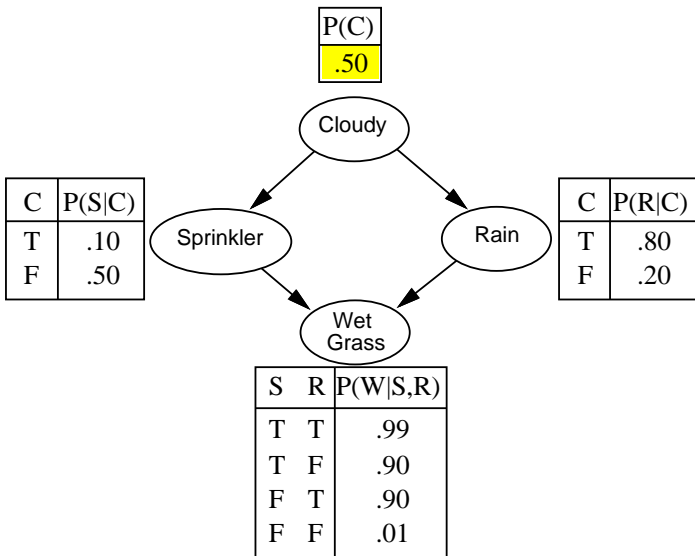 P(C)
.50
Cloudy
C P(S|C)
T .10
F .50
Sprinkler
Rain
C P(R|C)
T .80
F .20
Wet
Grass
S R P(W|S,R)
T T .99
T F .90
F T .90
F F .01